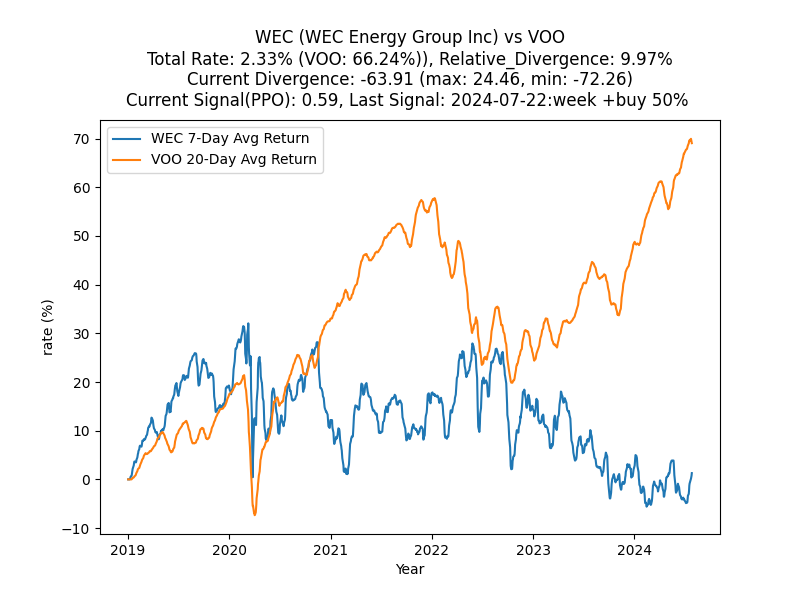 WEC (WEC Energy Group Inc) vs VOO
Total Rate: 2.33% (VOO: 66.24%)), Relative_Divergence: 9.97%
Current Divergence: -63.91 (max: 24.46, min: -72.26)
Current Signal(PPO): 0.59, Last Signal: 2024-07-22:week +buy 50%
WEC 7-Day Avg Return
VOO 20-Day Avg Return
70
60
50
40
30
20
10
0
−10
rate (%)
2019 2020 2021 2022 2023 2024
Year